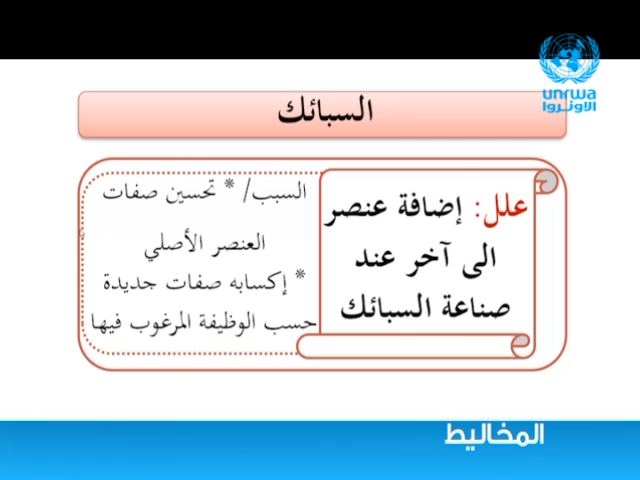 unrwa
الاونروا
السبائك
علل: إضافة عنصر
الى آخر عند
صناعة السبائك
السبب/ * تحسين صفات
العنصر الأصلي
* إكسابه صفات جديدة
حسب الوظيفة المرغوب فيها
المخاليط